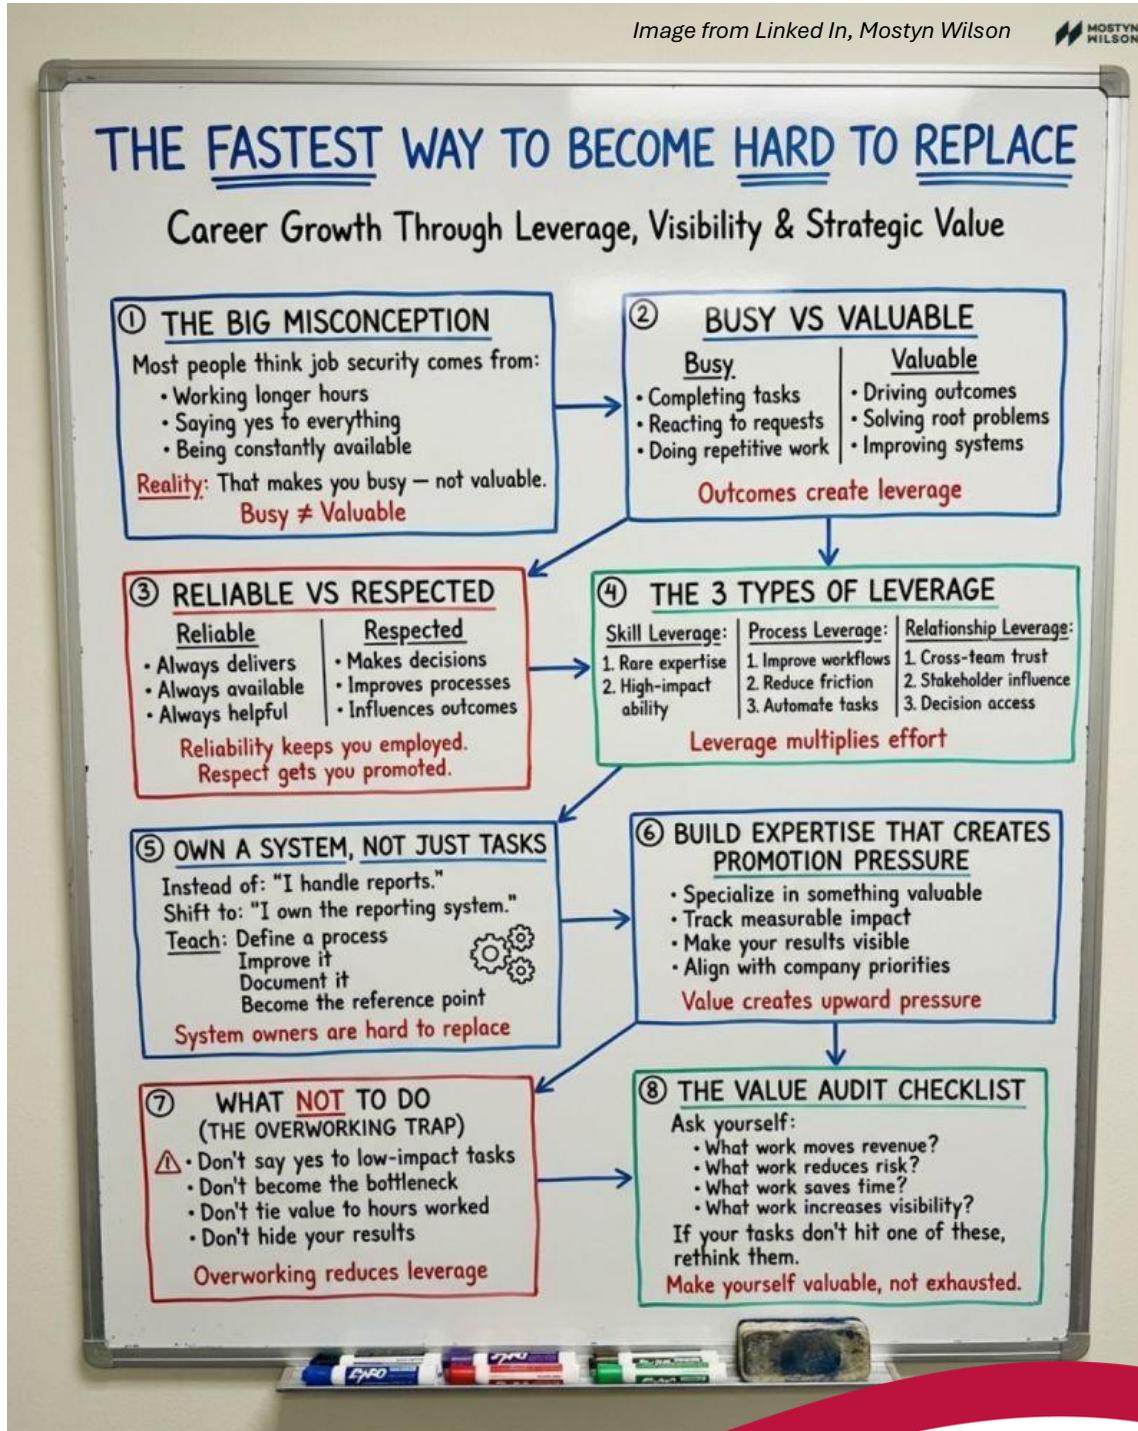 Image from Linked In, Mostyn Wilson
MOSTYN
WILSON
THE FASTEST WAY TO BECOME HARD TO REPLACE
Career Growth Through Leverage, Visibility & Strategic Value
① THE BIG MISCONCEPTION
Most people think job security comes from:
• Working longer hours
• Saying yes to everything
• Being constantly available
Reality: That makes you busy – not valuable.
Busy ≠ Valuable
② BUSY VS VALUABLE
Busy
• Completing tasks
• Reacting to requests
• Doing repetitive work
Valuable
• Driving outcomes
• Solving root problems
• Improving systems
Outcomes create leverage
③ RELIABLE VS RESPECTED
Reliable
• Always delivers
• Always available
• Always helpful
Respected
• Makes decisions
• Improves processes
• Influences outcomes
Reliability keeps you employed.
Respect gets you promoted.
④ THE 3 TYPES OF LEVERAGE
Skill Leverage:
1. Rare expertise
2. High-impact
ability
Process Leverage:
1. Improve workflows
2. Reduce friction
3. Automate tasks
Relationship Leverage:
1. Cross-team trust
2. Stakeholder influence
3. Decision access
Leverage multiplies effort
⑤ OWN A SYSTEM, NOT JUST TASKS
Instead of: "I handle reports."
Shift to: "I own the reporting system."
Teach: Define a process
Improve it
Document it
Become the reference point
System owners are hard to replace
⑥ BUILD EXPERTISE THAT CREATES
PROMOTION PRESSURE
• Specialize in something valuable
• Track measurable impact
• Make your results visible
• Align with company priorities
Value creates upward pressure
⑦ WHAT NOT TO DO
(THE OVERWORKING TRAP)
• Don't say yes to low-impact tasks
• Don't become the bottleneck
• Don't tie value to hours worked
• Don't hide your results
Overworking reduces leverage
⑧ THE VALUE AUDIT CHECKLIST
Ask yourself:
• What work moves revenue?
• What work reduces risk?
• What work saves time?
• What work increases visibility?
If your tasks don't hit one of these,
rethink them.
Make yourself valuable, not exhausted.
EXPO